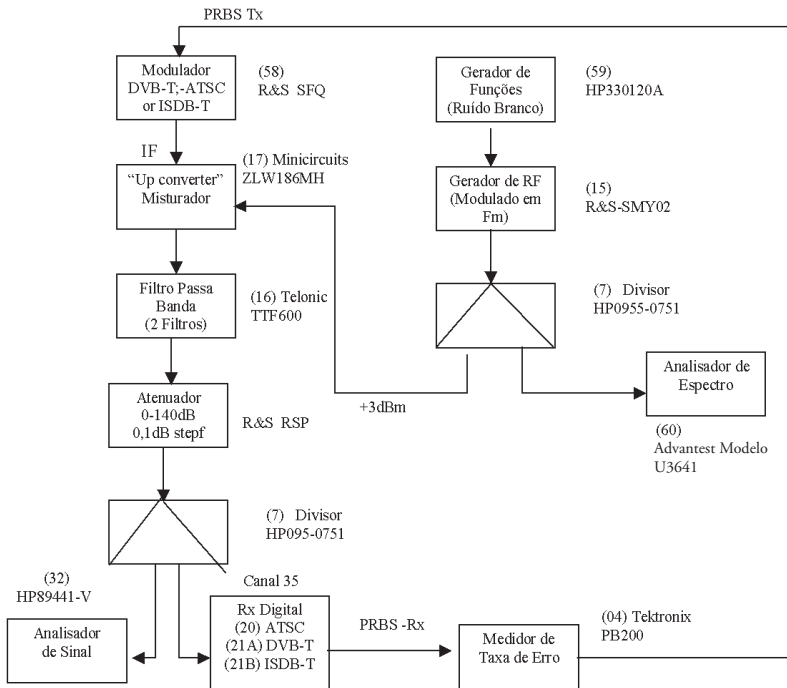 PRBS Tx
Modulador
DVB-T;-ATSC
or ISDB-T
(58)
R&S SFQ
Gerador de
Funções
(Ruído Branco)
(59)
HP330120A
IF
"Up converter"
Misturador
(17) Minicircuits
ZLW186MH
Gerador de RF
(Modulado em
Fm)
(15)
R&S-SMY02
Filtro Passa
Banda
(2 Filtros)
(16) Telonic
TTF600
(7) Divisor
HP0955-0751
Analisador de
Espectro
(60)
Advantest Modelo
U3641
+3dBm
Atenuador
0-140dB
0,1dB stepf
R&S RSP
(7) Divisor
HP095-0751
(32)
HP89441-V
Analisador
de Sinal
Canal 35
Rx Digital
(20) ATSC
(21A) DVB-T
(21B) ISDB-T
PRBS -Rx
Medidor de
Taxa de Erro
(04) Tektronix
PB200